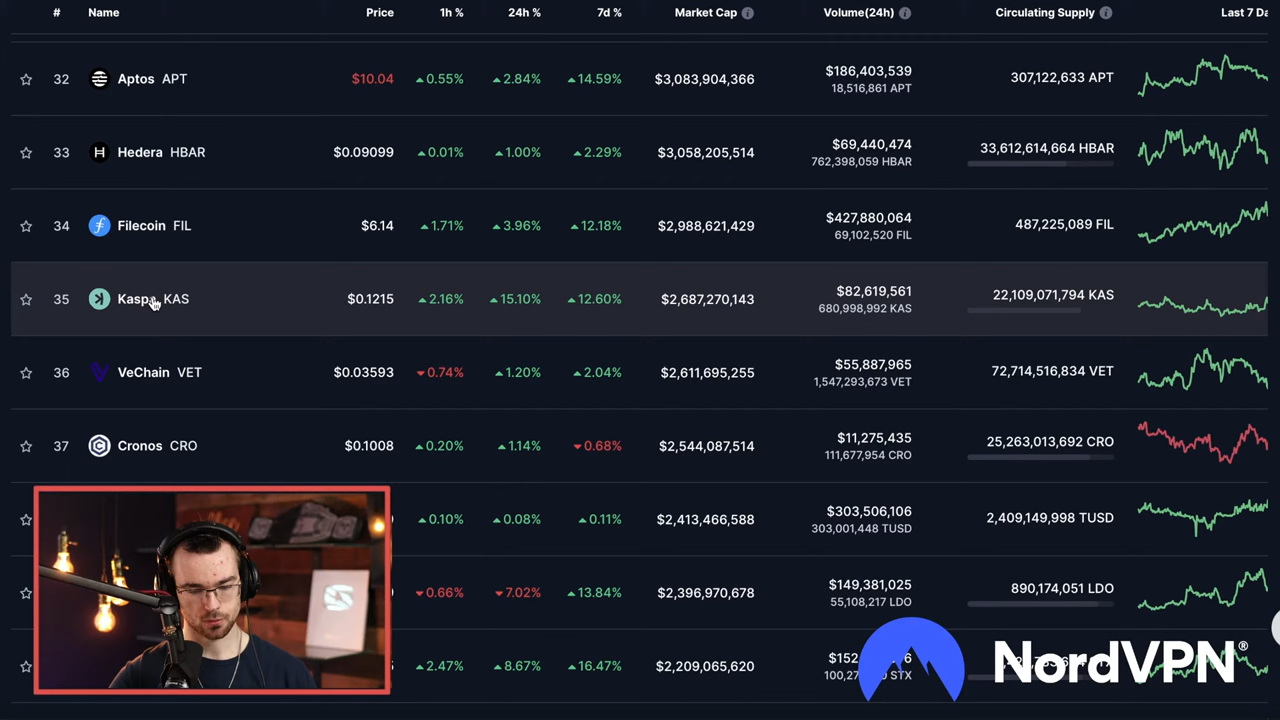 # Name Price 1h % 24h % 7d % Market Cap Volume(24h) Circulating Supply Last 7 Da
32 Aptos APT $10.04 0.55% 2.84% 14.59% $3,083,904,366 $186,403,539 307,122,633 APT
18,516,861 APT
33 Hedera HBAR $0.09099 0.01% 1.00% 2.29% $3,058,205,514 $69,440,474 33,612,614,664 HBAR
762,398,059 HBAR
34 Filecoin FIL $6.14 1.71% 3.96% 12.18% $2,988,621,429 $427,880,064 487,225,089 FIL
69,102,520 FIL
35 Kaspa KAS $0.1215 2.16% 15.10% 12.60% $2,687,270,143 $82,619,561 22,109,071,794 KAS
680,998,992 KAS
36 VeChain VET $0.03593 0.74% 1.20% 2.04% $2,611,695,255 $55,887,965 72,714,516,834 VET
1,547,293,673 VET
37 Cronos CRO $0.1008 0.20% 1.14% 0.68% $2,544,087,514 $11,275,435 25,263,013,692 CRO
111,677,954 CRO
0.10% 0.08% 0.11% $2,413,466,588 $303,506,106 2,409,149,998 TUSD
303,001,448 TUSD
0.66% 7.02% 13.84% $2,396,970,678 $149,381,025 890,174,051 LDO
55,108,217 LDO
2.47% 8.67% 16.47% $2,209,065,620
STX
NordVPN®